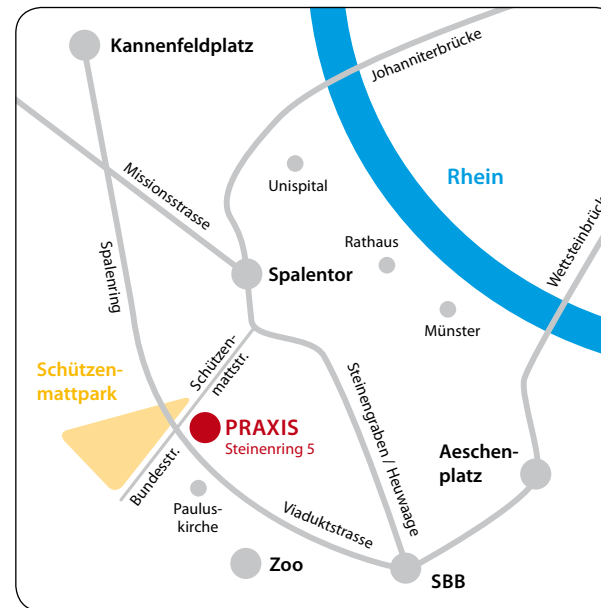 Kannenfeldplatz
Johanniterbrücke
Missionsstrasse
Unispital
Rhein
Spalenring
Rathaus
Wettsteinbrück
Spalentor
Münster
Schützen-
mattpark
Schützen-
mattstr.
Steinengraben / Heuwaage
PRAXIS
Steinenring 5
Aeschen-
platz
Bundesstr.
Paulus-
kirche
Viaduktstrasse
Zoo
SBB